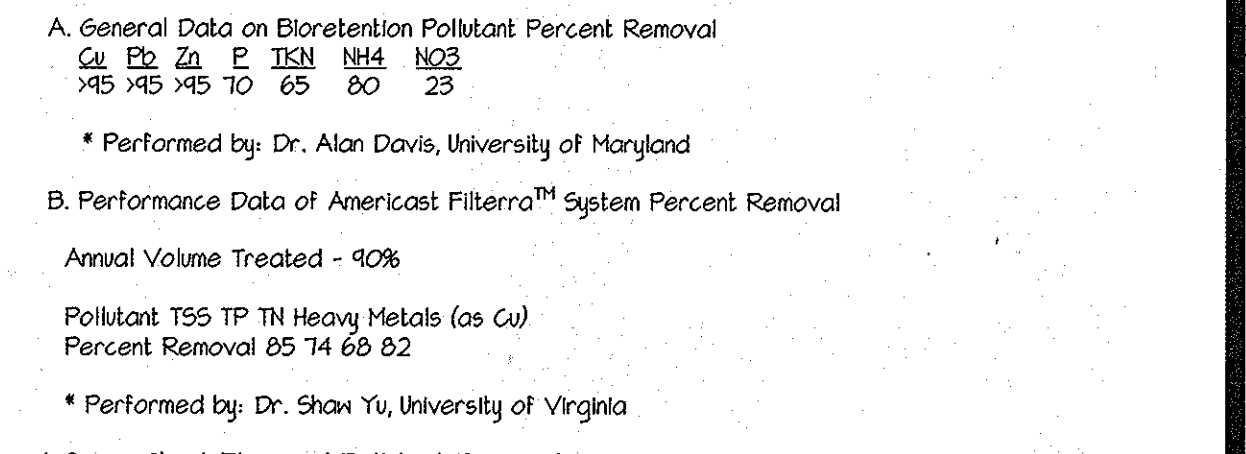 A. General Data on Bioretention Pollutant Percent Removal
Cu Pb Zn P TKN NH4 NO3
>95 >95 >95 70 65 80 23
* Performed by: Dr. Alan Davis, University of Maryland
B. Performance Data of Americast Filterra™ System Percent Removal
Annual Volume Treated - 90%
Pollutant TSS TP TN Heavy Metals (as Cu)
Percent Removal 85 74 68 82
* Performed by: Dr. Shaw Yu, University of Virginia